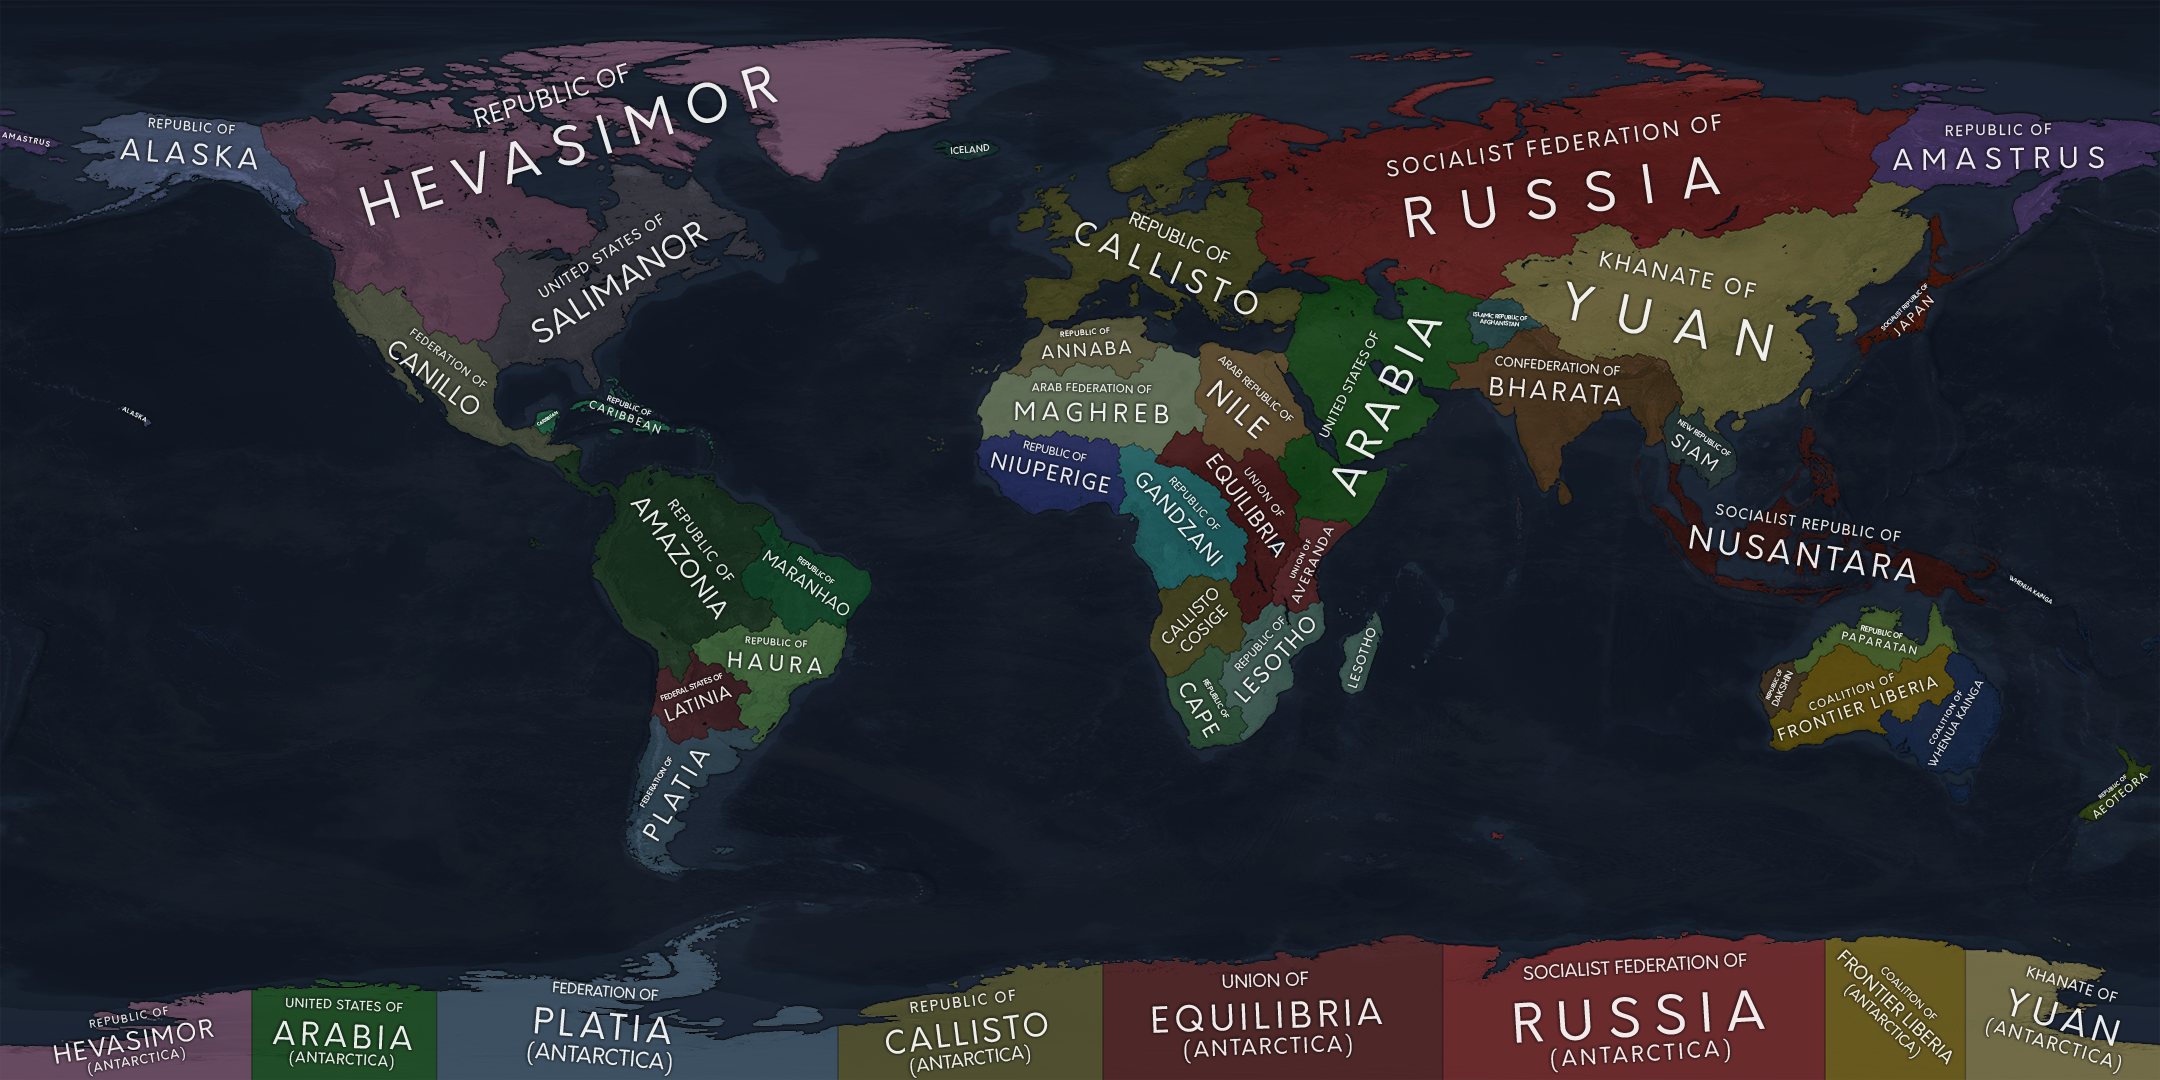 REPUBLIC OF
HEVASIMOR
REPUBLIC OF
ALASKA
AMASTRUS
ICELAND
SOCIALIST FEDERATION OF
RUSSIA
REPUBLIC OF
AMASTRUS
UNITED STATES OF
SALIMANOR
REPUBLIC OF
CALLISTO
KHANATE OF
YUAN
SOCIALIST REPUBLIC OF
JAPAN
ISLAMIC REPUBLIC OF
AFGHANISTAN
FEDERATION OF
CANILLO
REPUBLIC OF
ANNABA
ARAB FEDERATION OF
MAGHREB
ARAB REPUBLIC OF
NILE
UNITED STATES OF
ARABIA
CONFEDERATION OF
BHARATA
ALASKA
CARIBBEAN
REPUBLIC OF
CARIBBEAN
NEW REPUBLIC OF
SIAM
REPUBLIC OF
NIUPERIGE
REPUBLIC OF
GANDZANI
UNION OF
EQUILIBRIA
UNION OF
AVERANDA
REPUBLIC OF
AMAZONIA
REPUBLIC OF
MARANHAO
SOCIALIST REPUBLIC OF
NUSANTARA
WHENUA KAINGA
CALLISTO
COSIGE
REPUBLIC OF
LESOTHO
LESOTHO
REPUBLIC OF
HAURA
FEDERAL STATES OF
LATINIA
REPUBLIC OF
CAPE
REPUBLIC OF
PAPARATAN
REPUBLIC OF
DAKSHIN
COALITION OF
FRONTIER LIBERIA
COALITION OF
WHENUA KAINGA
FEDERATION OF
PLATIA
REPUBLIC OF
AEOTEORA
REPUBLIC OF
HEVASIMOR
(ANTARCTICA)
UNITED STATES OF
ARABIA
(ANTARCTICA)
FEDERATION OF
PLATIA
(ANTARCTICA)
REPUBLIC OF
CALLISTO
(ANTARCTICA)
UNION OF
EQUILIBRIA
(ANTARCTICA)
SOCIALIST FEDERATION OF
RUSSIA
(ANTARCTICA)
COALITION OF
FRONTIER LIBERIA
(ANTARCTICA)
KHANATE OF
YUAN
(ANTARCTICA)